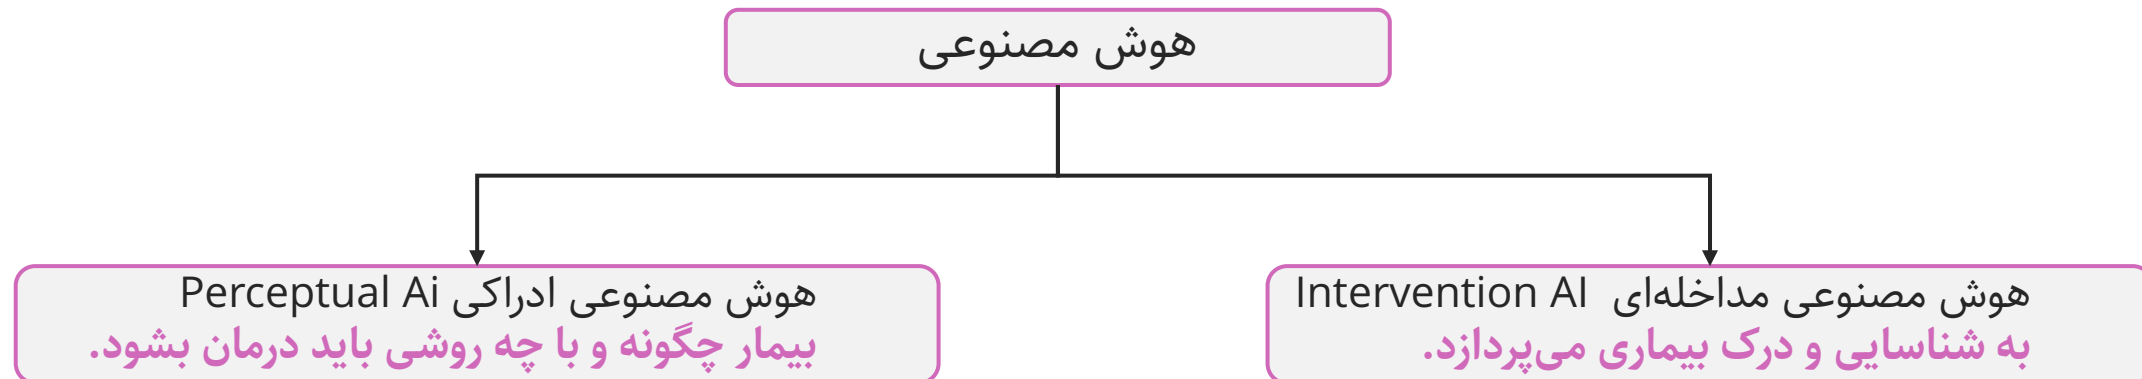 هوش مصنوعی
هوش مصنوعی مداخله‌ای Intervention AI
به شناسایی و درک بیماری می‌پردازد.
هوش مصنوعی ادراکی Perceptual Ai
بیمار چگونه و با چه روشی باید درمان بشود.